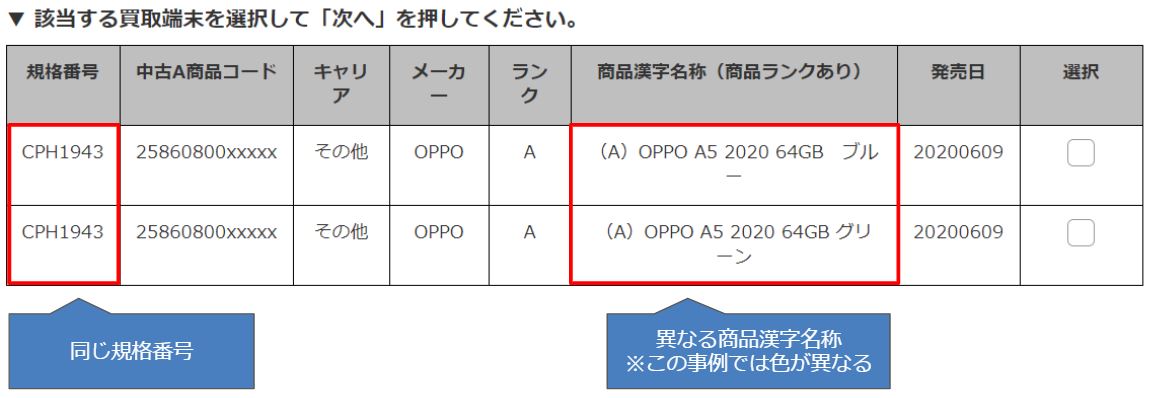 ▼ 該当する買取端末を選択して「次へ」を押してください。
規格番号 中古A商品コード キャリ メーカ ラン 商品漢字名称（商品ランクあり） 発売日 選択
ア ー ク
CPH1943 25860800xxxxx その他 OPPO A （A）OPPO A5 2020 64GB　ブル 20200609
ー
CPH1943 25860800xxxxx その他 OPPO A （A）OPPO A5 2020 64GB グリ 20200609
ーン
同じ規格番号
異なる商品漢字名称
※この事例では色が異なる